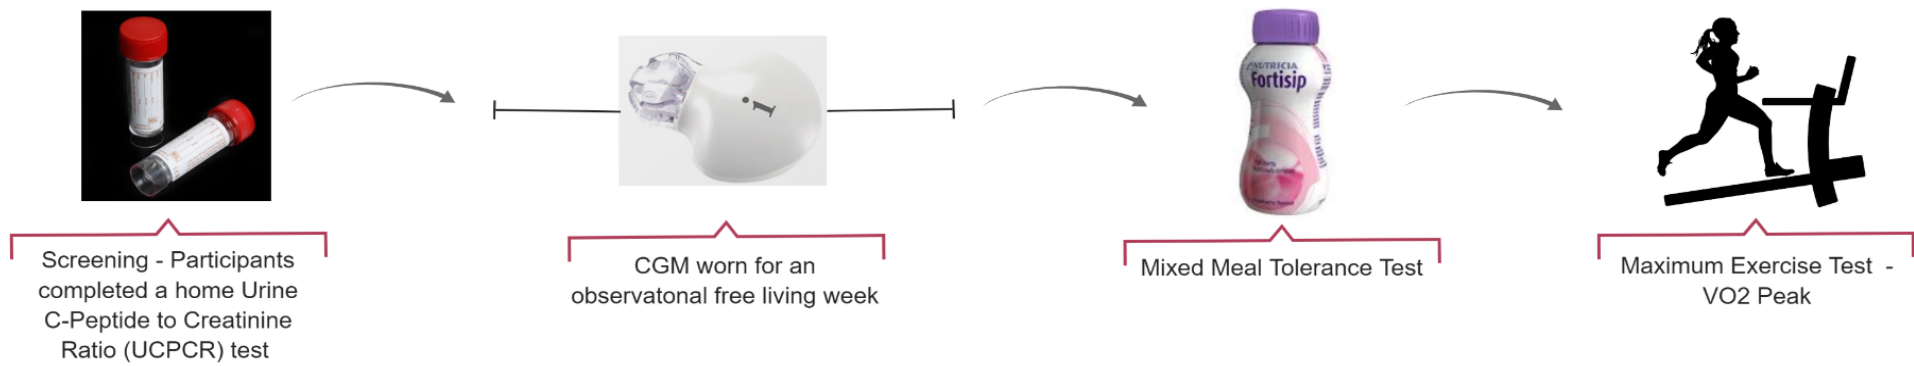 Screening - Participants
completed a home Urine
C-Peptide to Creatinine
Ratio (UCPCR) test
CGM worn for an
observatonal free living week
NUTRICIA
Fortisip
Mixed Meal Tolerance Test
Maximum Exercise Test -
VO2 Peak